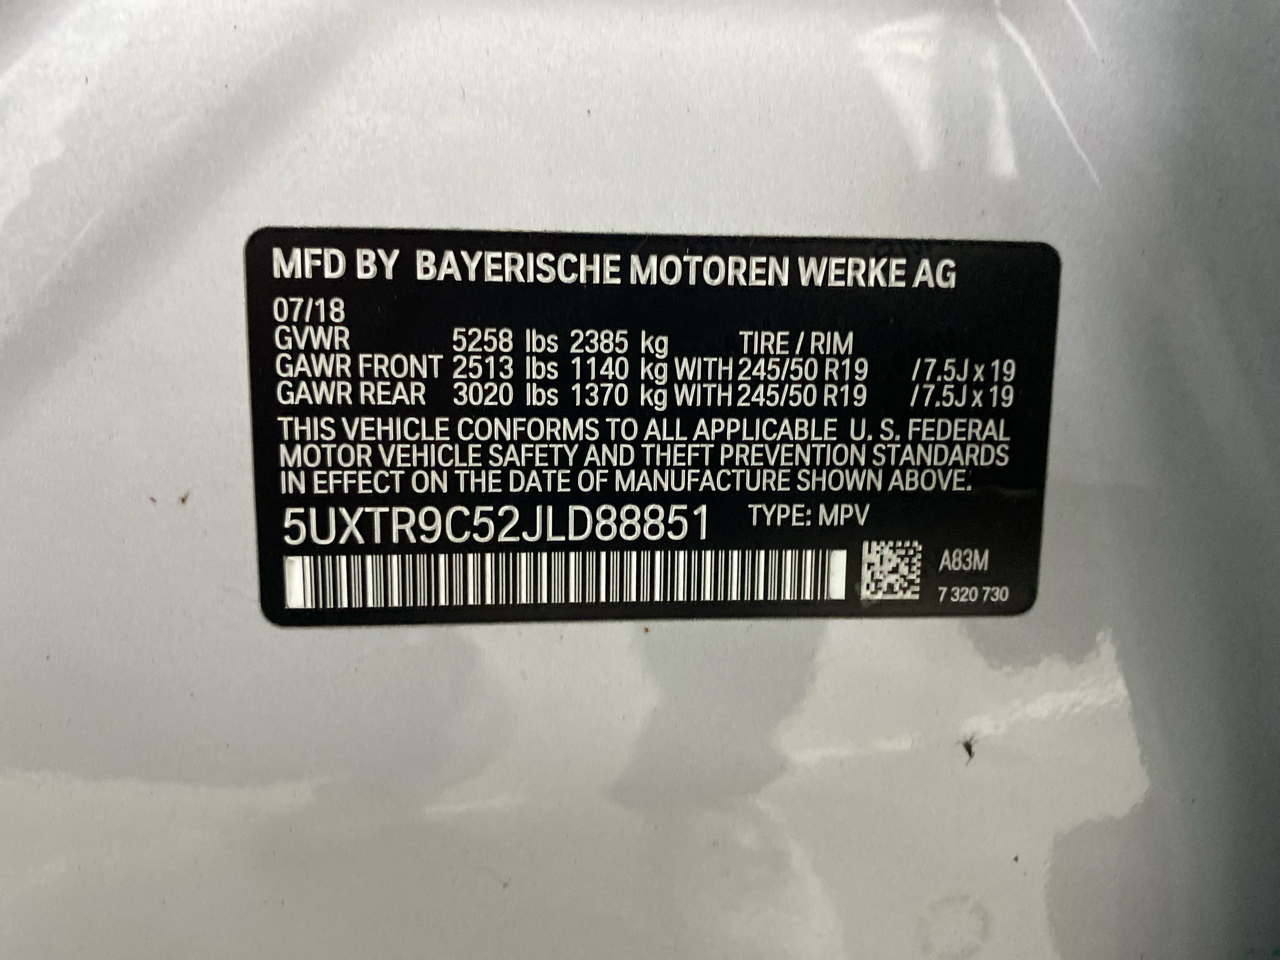 MFD BY BAYERISCHE MOTOREN WERKE AG
07/18
GVWR 5258 lbs 2385 kg TIRE / RIM
GAWR FRONT 2513 lbs 1140 kg WITH 245/50 R19 / 7.5J x 19
GAWR REAR 3020 lbs 1370 kg WITH 245/50 R19 / 7.5J x 19
THIS VEHICLE CONFORMS TO ALL APPLICABLE U. S. FEDERAL
MOTOR VEHICLE SAFETY AND THEFT PREVENTION STANDARDS
IN EFFECT ON THE DATE OF MANUFACTURE SHOWN ABOVE.
5UXTR9C52JLD88851 TYPE: MPV
A83M
7 320 730